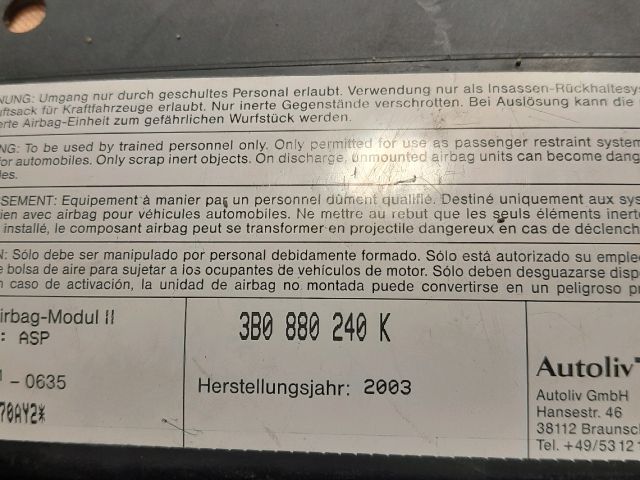 NUNG: Umgang nur durch geschultes Personal erlaubt. Verwendung nur als Insassen-Rückhaltesys
uftsack für Kraftfahrzeuge erlaubt. Nur inerte Gegenstände verschrotten. Bei Auslösung kann die
erte Airbag-Einheit zum gefährlichen Wurfstück werden.
NG: To be used by trained personnel only. Only permitted for use as passenger restraint system
for automobiles. Only scrap inert objects. On discharge, unmounted airbag units can become dang
les.
SSEMENT: Equipement à manier par un personnel dûment qualifié. Destiné uniquement aux sys
ien avec airbag pour véhicules automobiles. Ne mettre au rebut que les seuls éléments inerte
installé, le composant airbag peut se transformer en projectile dangereux en cas de déclench
N: Sólo debe ser manipulado por personal debidamente formado. Sólo está autorizado su empleo
e bolsa de aire para sujetar a los ocupantes de vehículos de motor. Sólo deben desguazarse disp
n caso de activación, la unidad de airbag no montada puede convertirse en un peligroso pr
irbag-Modul II
: ASP
- 0635
70AY2*
3B0 880 240 K
Herstellungsjahr: 2003
Autoliv
Autoliv GmbH
Hansestr. 46
38112 Braunsch
Tel. +49/53 12 1